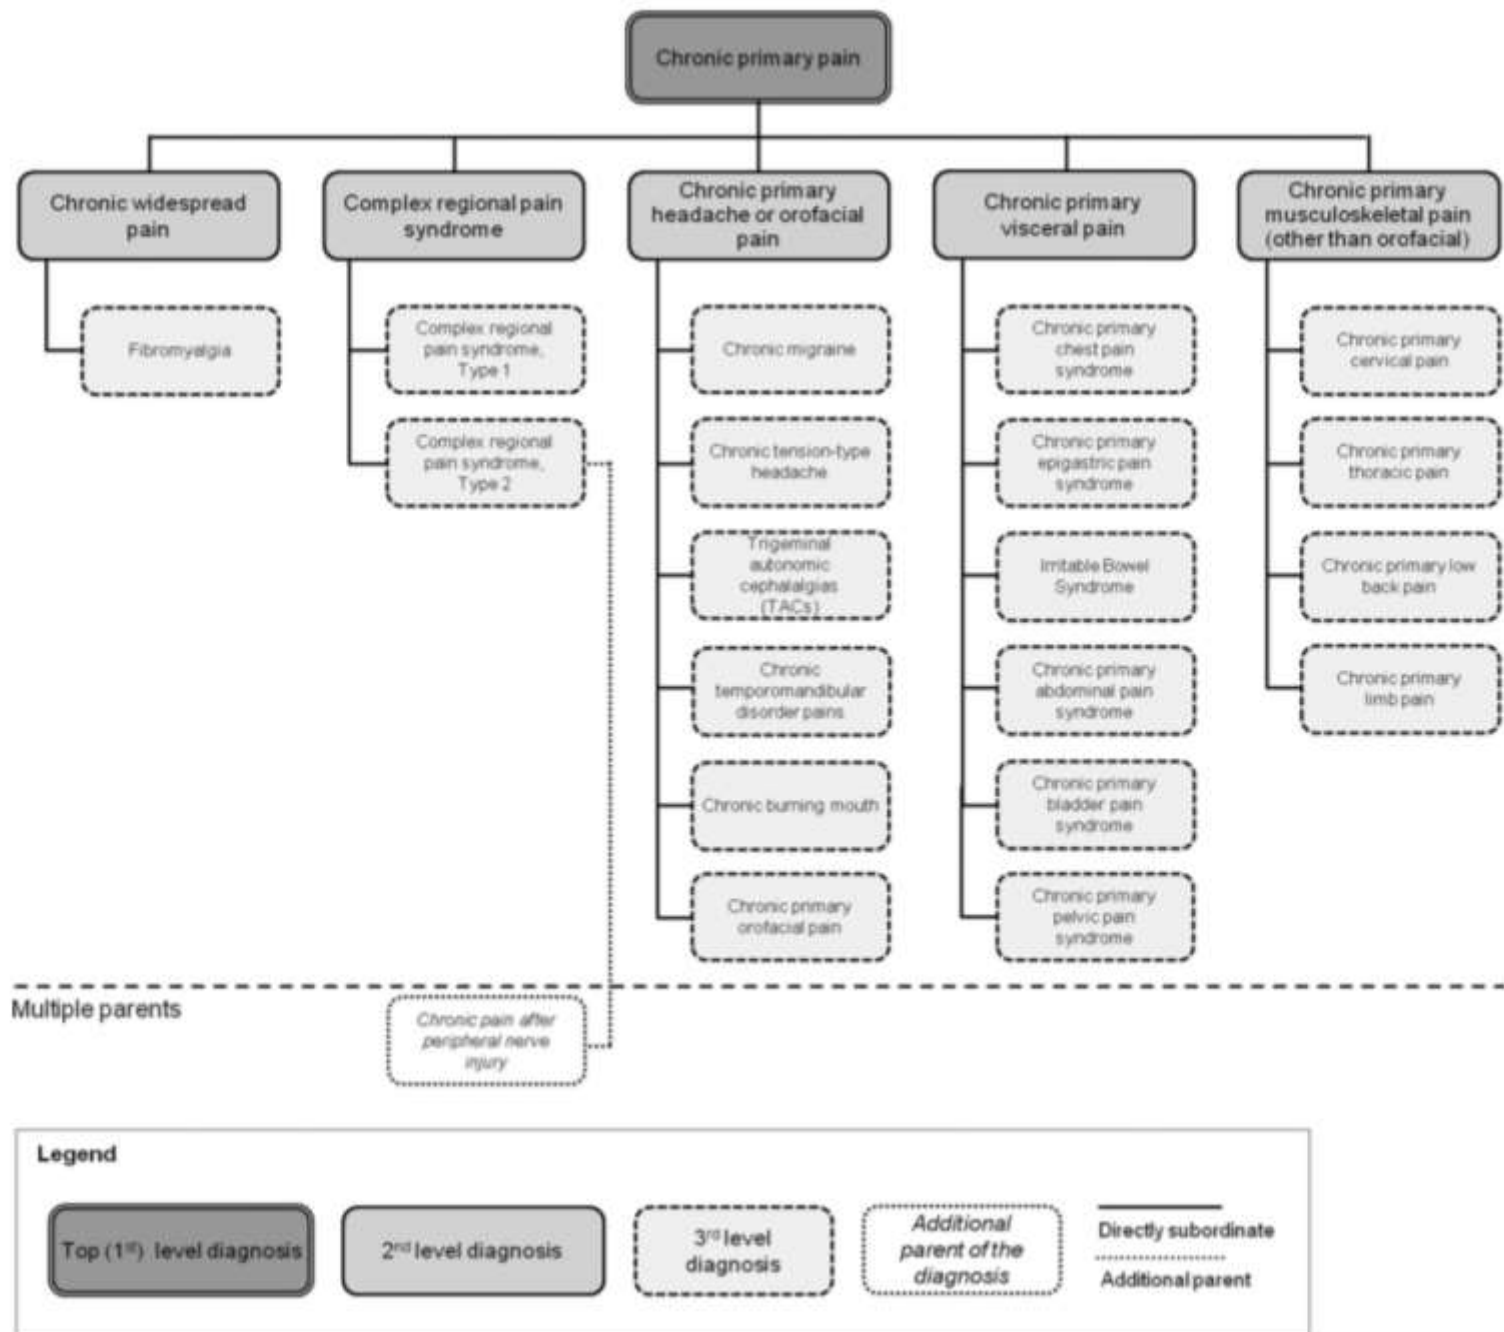 Chronic primary pain
Chronic widespread
pain
Complex regional pain
syndrome
Chronic primary
headache or orofacial
pain
Chronic primary
visceral pain
Chronic primary
musculoskeletal pain
(other than orofacial)
Fibromyalgia
Complex regional
pain syndrome,
Type 1
Complex regional
pain syndrome,
Type 2
Chronic migraine
Chronic tension-type
headache
Trigeminal
autonomic
cephalalgias
(TACs)
Chronic
temporomandibular
disorder pains
Chronic burning mouth
Chronic primary
orofacial pain
Chronic primary
chest pain
syndrome
Chronic primary
epigastric pain
syndrome
Irritable Bowel
Syndrome
Chronic primary
abdominal pain
syndrome
Chronic primary
bladder pain
syndrome
Chronic primary
pelvic pain
syndrome
Chronic primary
cervical pain
Chronic primary
thoracic pain
Chronic primary low
back pain
Chronic primary
limb pain
Multiple parents
Chronic pain after
peripheral nerve
injury
Legend
Top (1st) level diagnosis
2nd level diagnosis
3rd level
diagnosis
Additional
parent of the
diagnosis
Directly subordinate
Additional parent